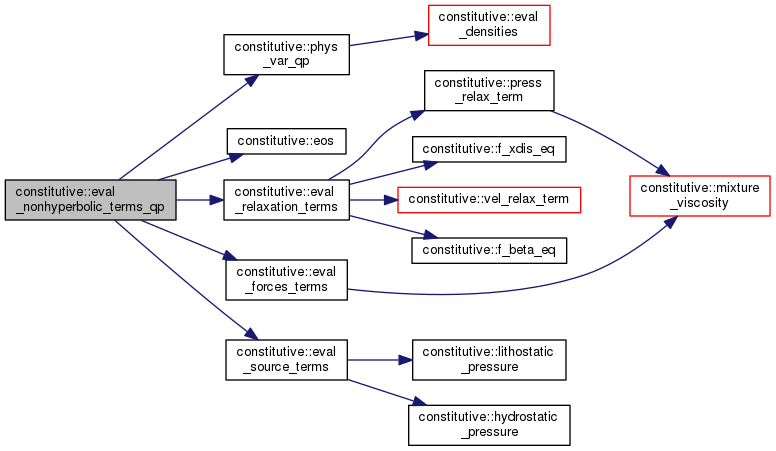 constitutive::eval
_nonhyperbolic_terms_qp
constitutive::phys
_var_qp
constitutive::eval
_densities
constitutive::eos
constitutive::eval
_relaxation_terms
constitutive::press
_relax_term
constitutive::f_xdis_eq
constitutive::vel_relax_term
constitutive::f_beta_eq
constitutive::mixture
_viscosity
constitutive::eval
_forces_terms
constitutive::eval
_source_terms
constitutive::lithostatic
_pressure
constitutive::hydrostatic
_pressure